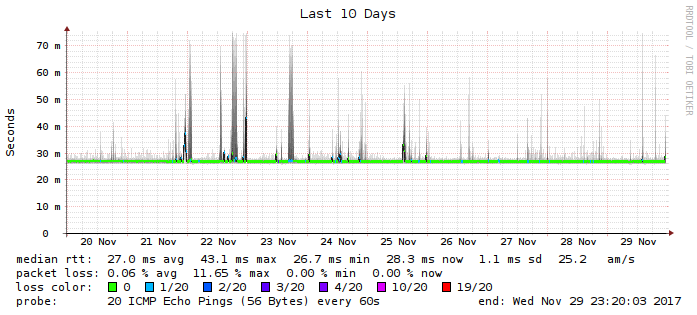 Last 10 Days
RRDTOOL / TOBI OETIKER
Seconds
70 m
60 m
50 m
40 m
30 m
20 m
10 m
0
20 Nov 21 Nov 22 Nov 23 Nov 24 Nov 25 Nov 26 Nov 27 Nov 28 Nov 29 Nov
median rtt: 27.0 ms avg 43.1 ms max 26.7 ms min 28.3 ms now 1.1 ms sd 25.2 am/s
packet loss: 0.06 % avg 11.65 % max 0.00 % min 0.00 % now
loss color: 0 1/20 2/20 3/20 4/20 10/20 19/20
probe: 20 ICMP Echo Pings (56 Bytes) every 60s end: Wed Nov 29 23:20:03 2017